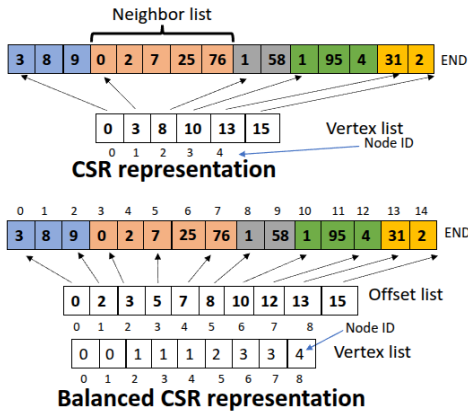 Neighbor list
3 8 9 0 2 7 25 76 1 58 1 95 4 31 2 END
0 3 8 10 13 15 Vertex list
0 1 2 3 4 Node ID
CSR representation
0 1 2 3 4 5 6 7 8 9 10 11 12 13 14
3 8 9 0 2 7 25 76 1 58 1 95 4 31 2 END
0 2 3 5 7 8 10 12 13 15 Offset list
0 1 2 3 4 5 6 7 8 Node ID
0 0 1 1 1 2 3 3 4 Vertex list
0 1 2 3 4 5 6 7 8
Balanced CSR representation